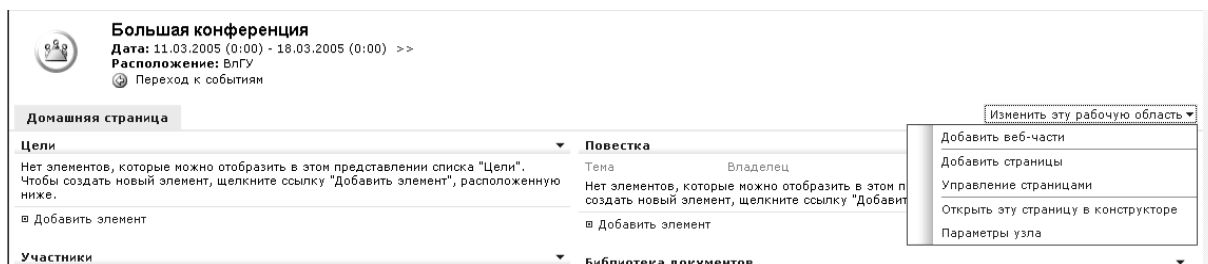 Большая конференция
Дата: 11.03.2005 (0:00) - 18.03.2005 (0:00) >>
Расположение: ВлГУ
Переход к событиям
Домашняя страница
Изменить эту рабочую область
Добавить веб-части
Добавить страницы
Управление страницами
Открыть эту страницу в конструкторе
Параметры узла
Цели
Нет элементов, которые можно отобразить в этом представлении списка "Цели".
Чтобы создать новый элемент, щелкните ссылку "Добавить элемент", расположенную
ниже.
Добавить элемент
Участники
Повестка
Тема Владелец
Нет элементов, которые можно отобразить в этом п
создать новый элемент, щелкните ссылку "Добавит
Добавить элемент
Библиотека документов